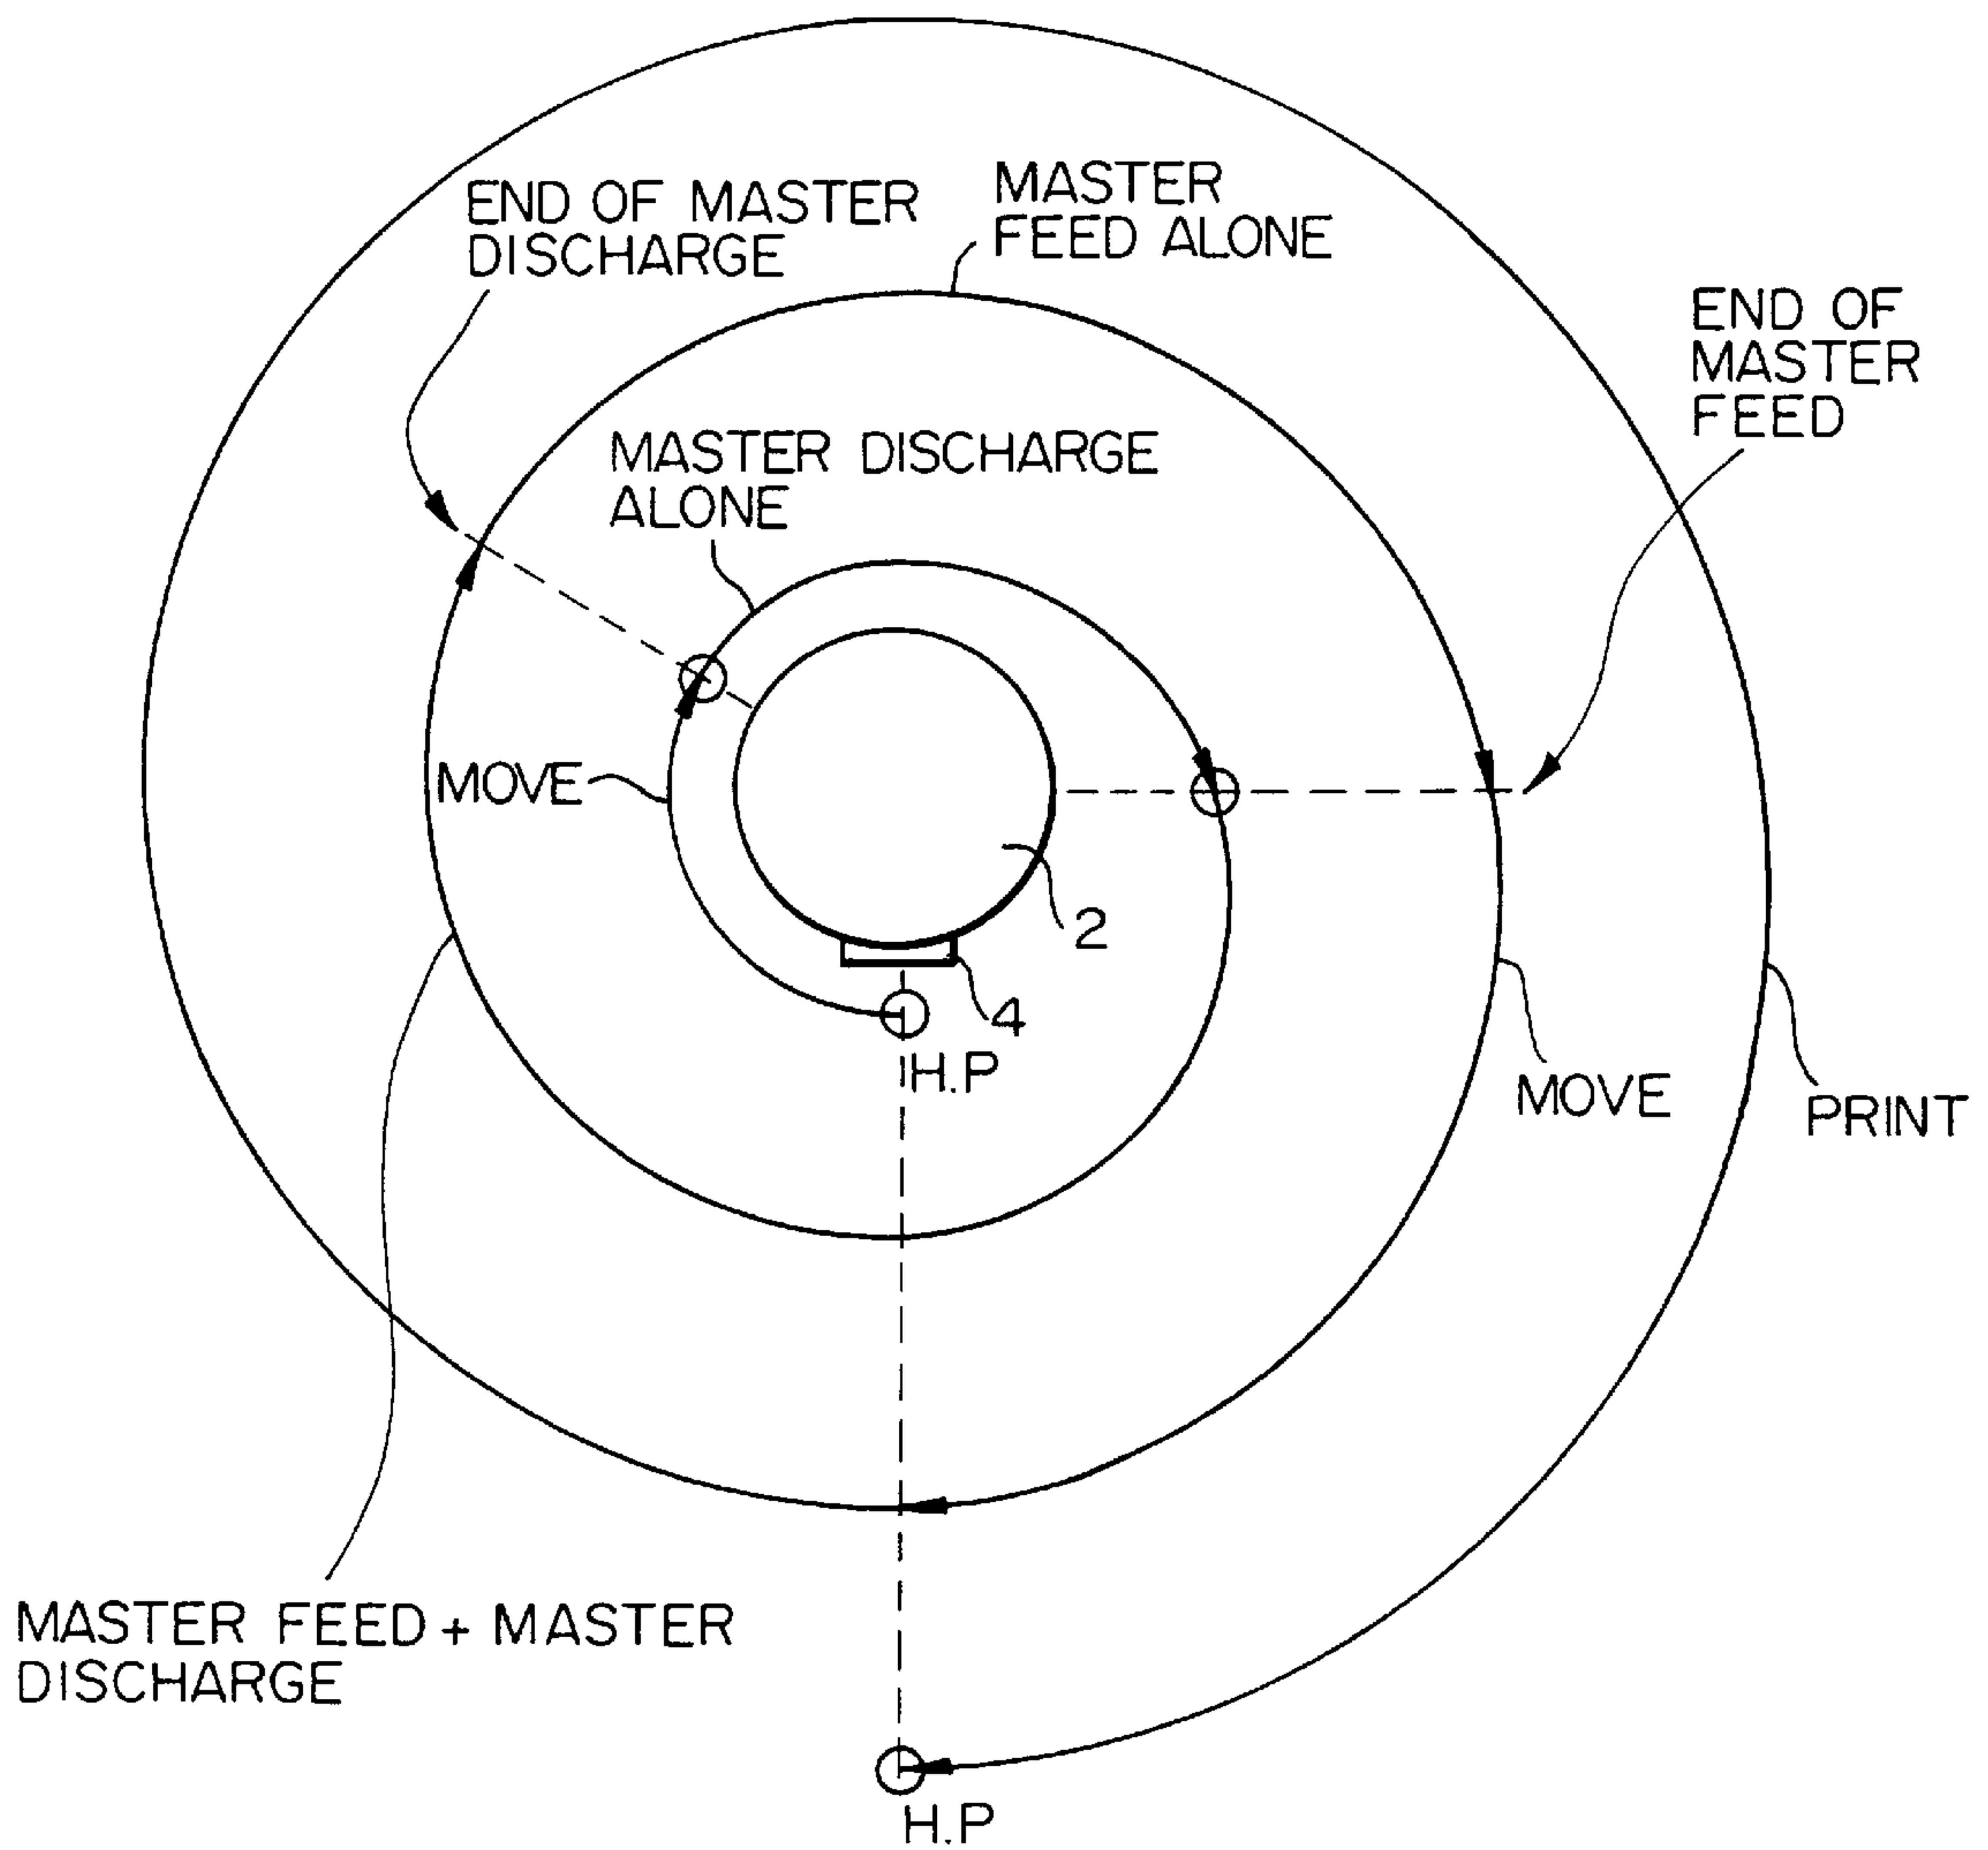 END OF MASTER
DISCHARGE
MASTER
FEED ALONE
END OF
MASTER
FEED
MASTER DISCHARGE
ALONE
MOVE
2
4
H.P
MOVE
PRINT
MASTER FEED + MASTER
DISCHARGE
H.P